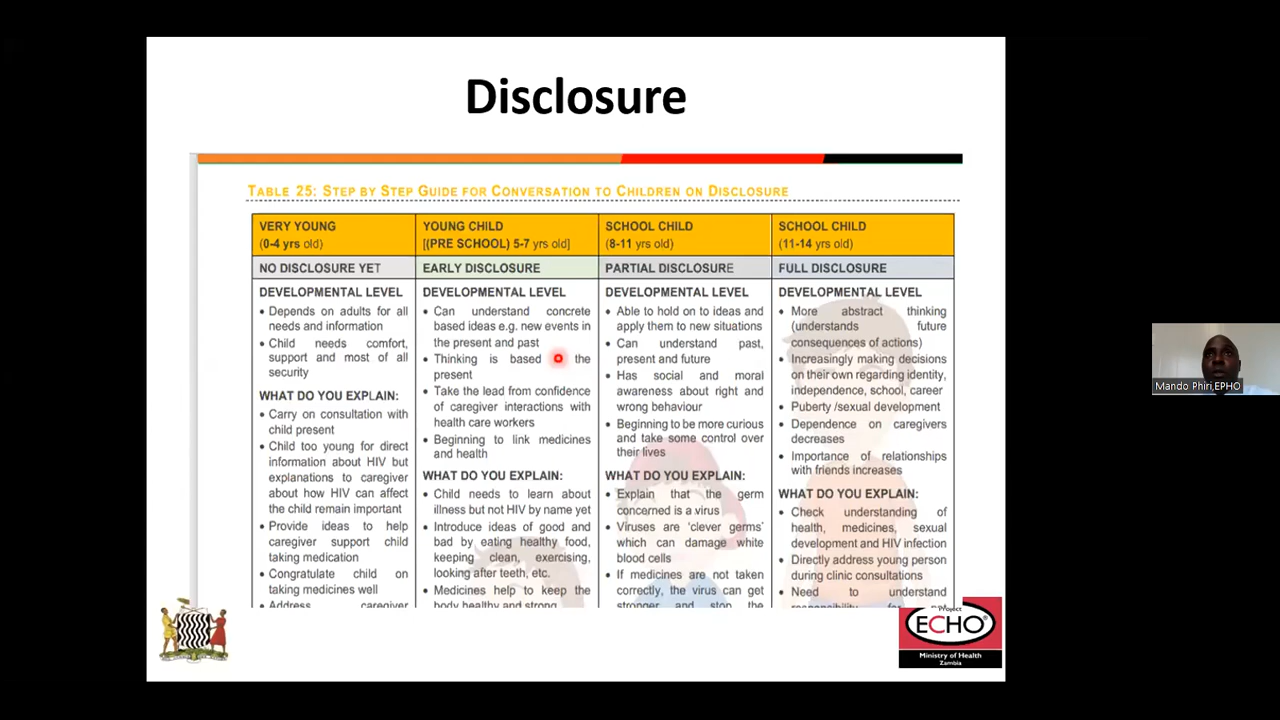 Disclosure
TABLE 25: STEP BY STEP GUIDE FOR CONVERSATION TO CHILDREN ON DISCLOSURE
VERY YOUNG
(0-4 yrs old)
NO DISCLOSURE YET
DEVELOPMENTAL LEVEL
• Depends on adults for all
needs and information
• Child needs comfort,
support and most of all
security
WHAT DO YOU EXPLAIN:
• Carry on consultation with
child present
• Child too young for direct
information about HIV but
explanations to caregiver
about how HIV can affect
the child remain important
• Provide ideas to help
caregiver support child
taking medication
• Congratulate child on
taking medicines well
• Address caregiver
YOUNG CHILD
[(PRE SCHOOL) 5-7 yrs old]
EARLY DISCLOSURE
DEVELOPMENTAL LEVEL
• Can understand concrete
based ideas e.g. new events in
the present and past
• Thinking is based the
present
• Take the lead from confidence
of caregiver interactions with
health care workers
• Beginning to link medicines
and health
WHAT DO YOU EXPLAIN:
• Child needs to learn about
illness but not HIV by name yet
• Introduce ideas of good and
bad by eating healthy food,
keeping clean, exercising,
looking after teeth, etc.
• Medicines help to keep the
body healthy and strong
SCHOOL CHILD
(8-11 yrs old)
PARTIAL DISCLOSURE
DEVELOPMENTAL LEVEL
• Able to hold on to ideas and
apply them to new situations
• Can understand past,
present and future
• Has social and moral
awareness about right and
wrong behaviour
• Beginning to be more curious
and take some control over
their lives
WHAT DO YOU EXPLAIN:
• Explain that the germ
concerned is a virus
• Viruses are ‘clever germs’
which can damage white
blood cells
• If medicines are not taken
correctly, the virus can get
stronger and stop the
SCHOOL CHILD
(11-14 yrs old)
FULL DISCLOSURE
DEVELOPMENTAL LEVEL
• More abstract thinking
(understands future
consequences of actions)
• Increasingly making decisions
on their own regarding identity,
independence, school, career
• Puberty /sexual development
• Dependence on caregivers
decreases
• Importance of relationships
with friends increases
WHAT DO YOU EXPLAIN:
• Check understanding of
health, medicines, sexual
development and HIV infection
• Directly address young person
during clinic consultations
• Need to understand
responsibility for
Project
ECHO®
Ministry of Health
Zambia
Mando Phiri,EPHO